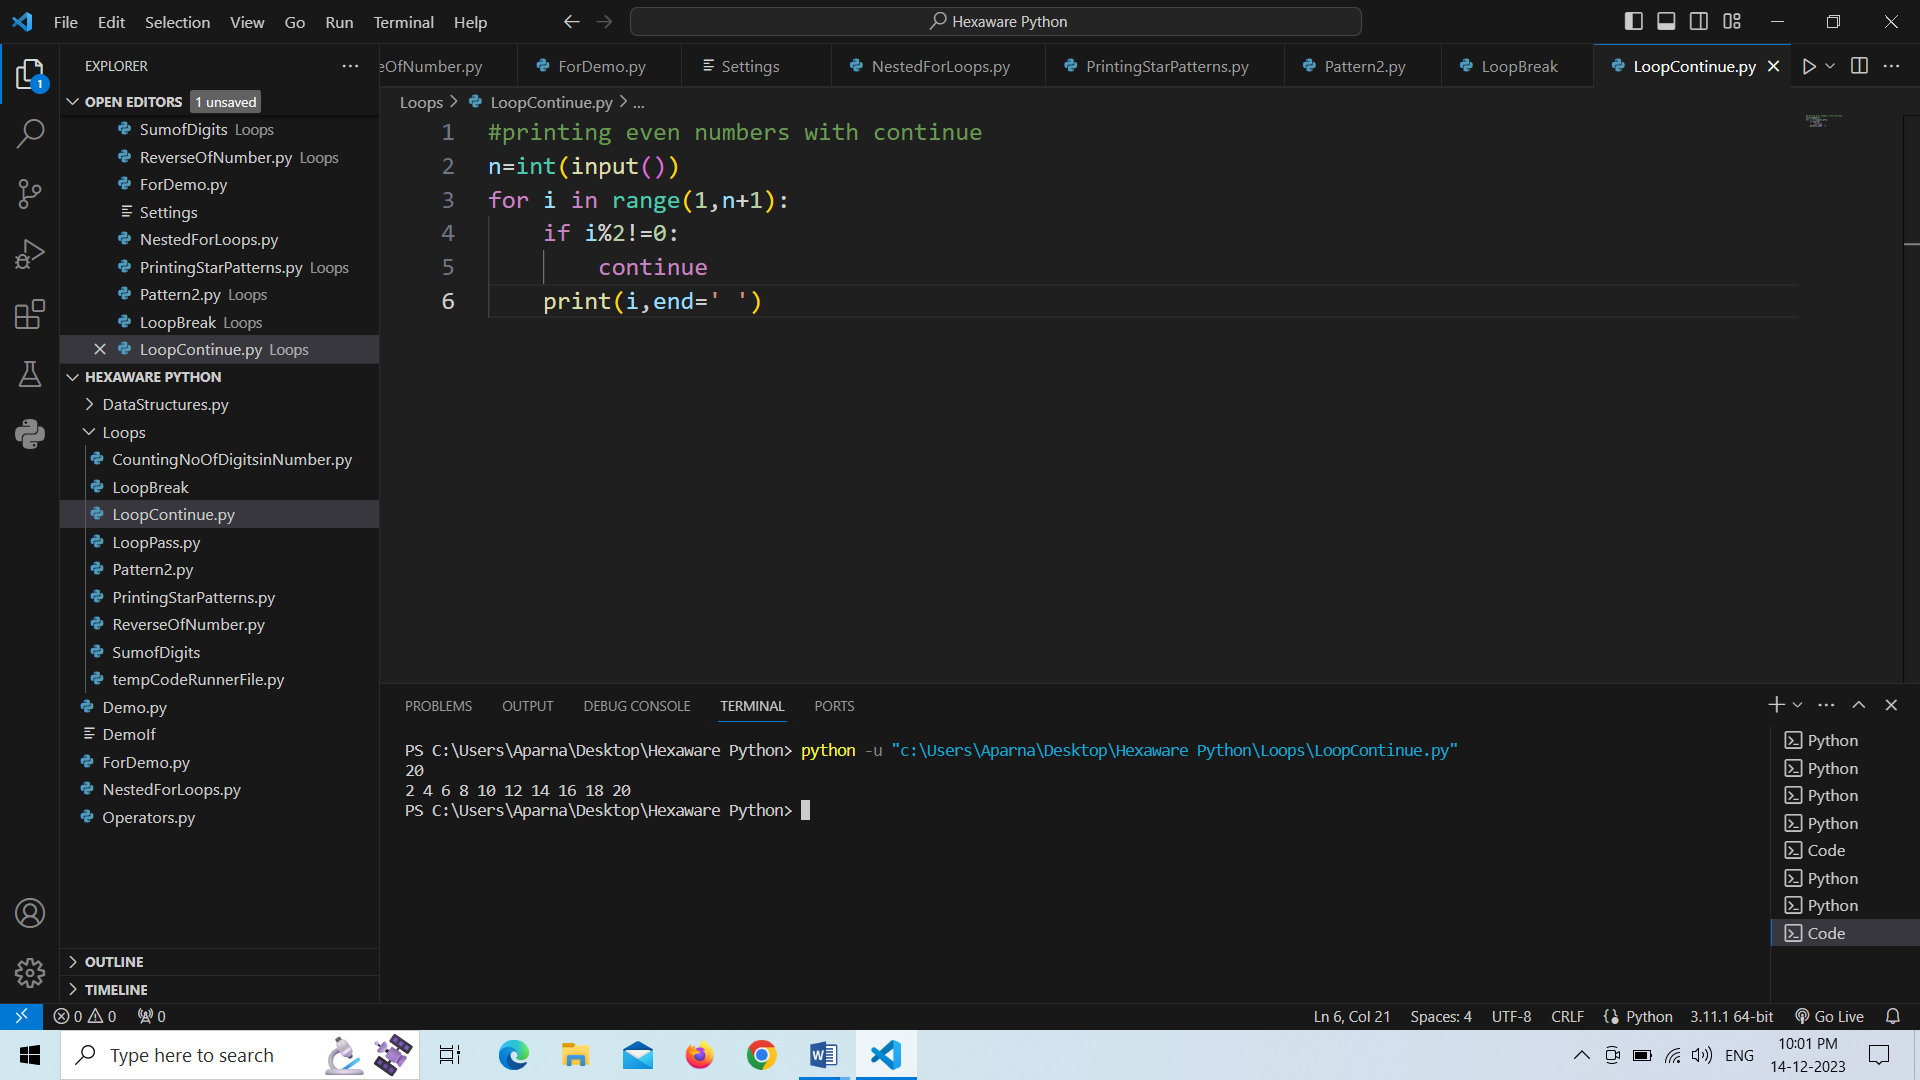 File Edit Selection View Go Run Terminal Help
Hexaware Python
EXPLORER
OPEN EDITORS 1 unsaved
SumofDigits Loops
ReverseOfNumber.py Loops
ForDemo.py
Settings
NestedForLoops.py
PrintingStarPatterns.py Loops
Pattern2.py Loops
LoopBreak Loops
LoopContinue.py Loops
HEXAWARE PYTHON
DataStructures.py
Loops
CountingNoOfDigitsinNumber.py
LoopBreak
LoopContinue.py
LoopPass.py
Pattern2.py
PrintingStarPatterns.py
ReverseOfNumber.py
SumofDigits
tempCodeRunnerFile.py
Demo.py
DemoIf
ForDemo.py
NestedForLoops.py
Operators.py
OUTLINE
TIMELINE
eOfNumber.py ForDemo.py Settings NestedForLoops.py PrintingStarPatterns.py Pattern2.py LoopBreak LoopContinue.py
Loops > LoopContinue.py > ...
1 #printing even numbers with continue
2 n=int(input())
3 for i in range(1,n+1):
4 if i%2!=0:
5 continue
6 print(i,end=' ')
PROBLEMS OUTPUT DEBUG CONSOLE TERMINAL PORTS
PS C:\Users\Aparna\Desktop\Hexaware Python> python -u "c:\Users\Aparna\Desktop\Hexaware Python\Loops\LoopContinue.py"
20
2 4 6 8 10 12 14 16 18 20
PS C:\Users\Aparna\Desktop\Hexaware Python>
Python
Python
Python
Python
Code
Python
Python
Code
0 0 0
Ln 6, Col 21 Spaces: 4 UTF-8 CRLF Python 3.11.1 64-bit Go Live
Type here to search
ENG
10:01 PM
14-12-2023